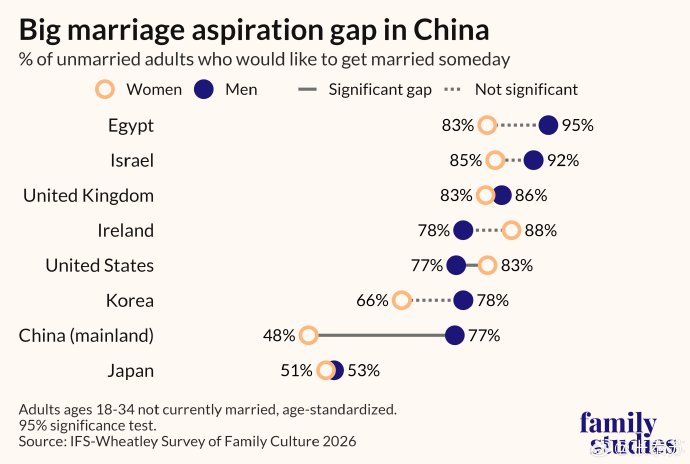 Big marriage aspiration gap in China
% of unmarried adults who would like to get married someday
Women Men Significant gap Not significant
Egypt 83% 95%
Israel 85% 92%
United Kingdom 83% 86%
Ireland 78% 88%
United States 77% 83%
Korea 66% 78%
China (mainland) 48% 77%
Japan 51% 53%
Adults ages 18-34 not currently married, age-standardized.
95% significance test.
Source: IFS-Wheatley Survey of Family Culture 2026
family
studies